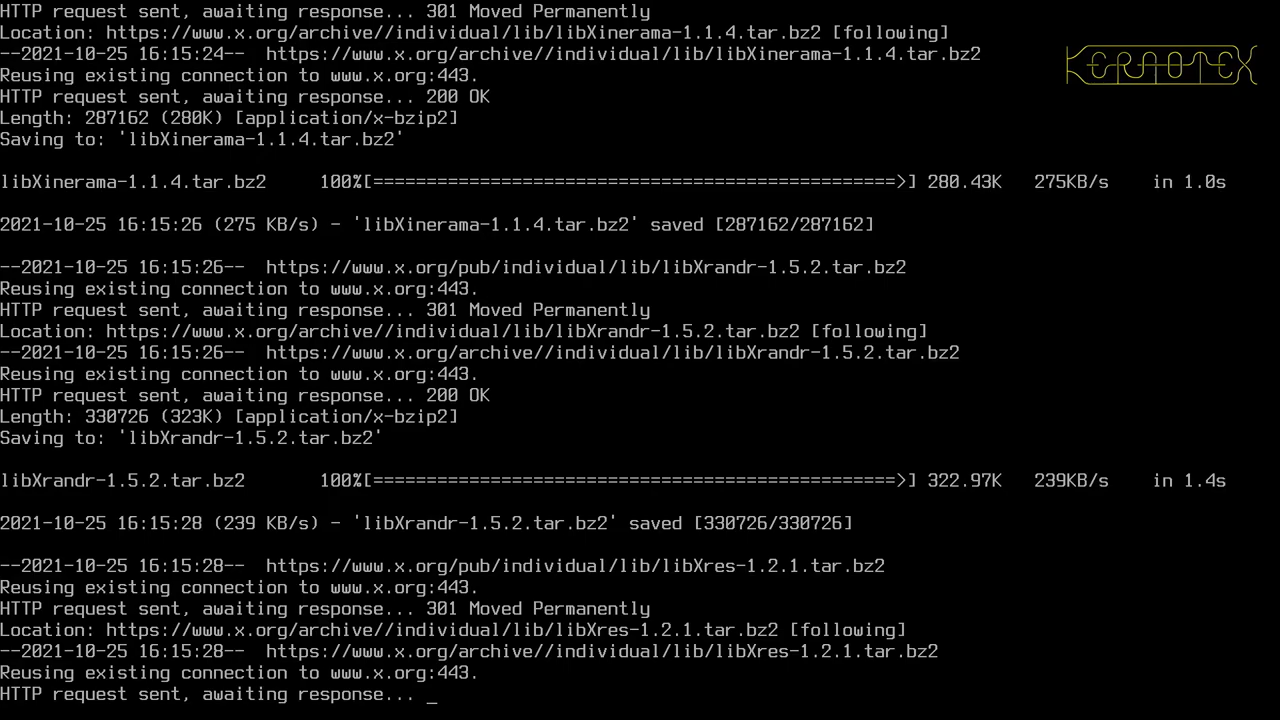 HTTP request sent, awaiting response... 301 Moved Permanently
Location: https://www.x.org/archive//individual/lib/libXinerama-1.1.4.tar.bz2 [following]
--2021-10-25 16:15:24--  https://www.x.org/archive//individual/lib/libXinerama-1.1.4.tar.bz2
KERAOTEX
Reusing existing connection to www.x.org:443.
HTTP request sent, awaiting response... 200 OK
Length: 287162 (280K) [application/x-bzip2]
Saving to: 'libXinerama-1.1.4.tar.bz2'
libXinerama-1.1.4.tar.bz2     100%[=================================================>] 280.43K   275KB/s    in 1.0s
2021-10-25 16:15:26 (275 KB/s) - 'libXinerama-1.1.4.tar.bz2' saved [287162/287162]
--2021-10-25 16:15:26--  https://www.x.org/pub/individual/lib/libXrandr-1.5.2.tar.bz2
Reusing existing connection to www.x.org:443.
HTTP request sent, awaiting response... 301 Moved Permanently
Location: https://www.x.org/archive//individual/lib/libXrandr-1.5.2.tar.bz2 [following]
--2021-10-25 16:15:26--  https://www.x.org/archive//individual/lib/libXrandr-1.5.2.tar.bz2
Reusing existing connection to www.x.org:443.
HTTP request sent, awaiting response... 200 OK
Length: 330726 (323K) [application/x-bzip2]
Saving to: 'libXrandr-1.5.2.tar.bz2'
libXrandr-1.5.2.tar.bz2       100%[=================================================>] 322.97K   239KB/s    in 1.4s
2021-10-25 16:15:28 (239 KB/s) - 'libXrandr-1.5.2.tar.bz2' saved [330726/330726]
--2021-10-25 16:15:28--  https://www.x.org/pub/individual/lib/libXres-1.2.1.tar.bz2
Reusing existing connection to www.x.org:443.
HTTP request sent, awaiting response... 301 Moved Permanently
Location: https://www.x.org/archive//individual/lib/libXres-1.2.1.tar.bz2 [following]
--2021-10-25 16:15:28--  https://www.x.org/archive//individual/lib/libXres-1.2.1.tar.bz2
Reusing existing connection to www.x.org:443.
HTTP request sent, awaiting response... _